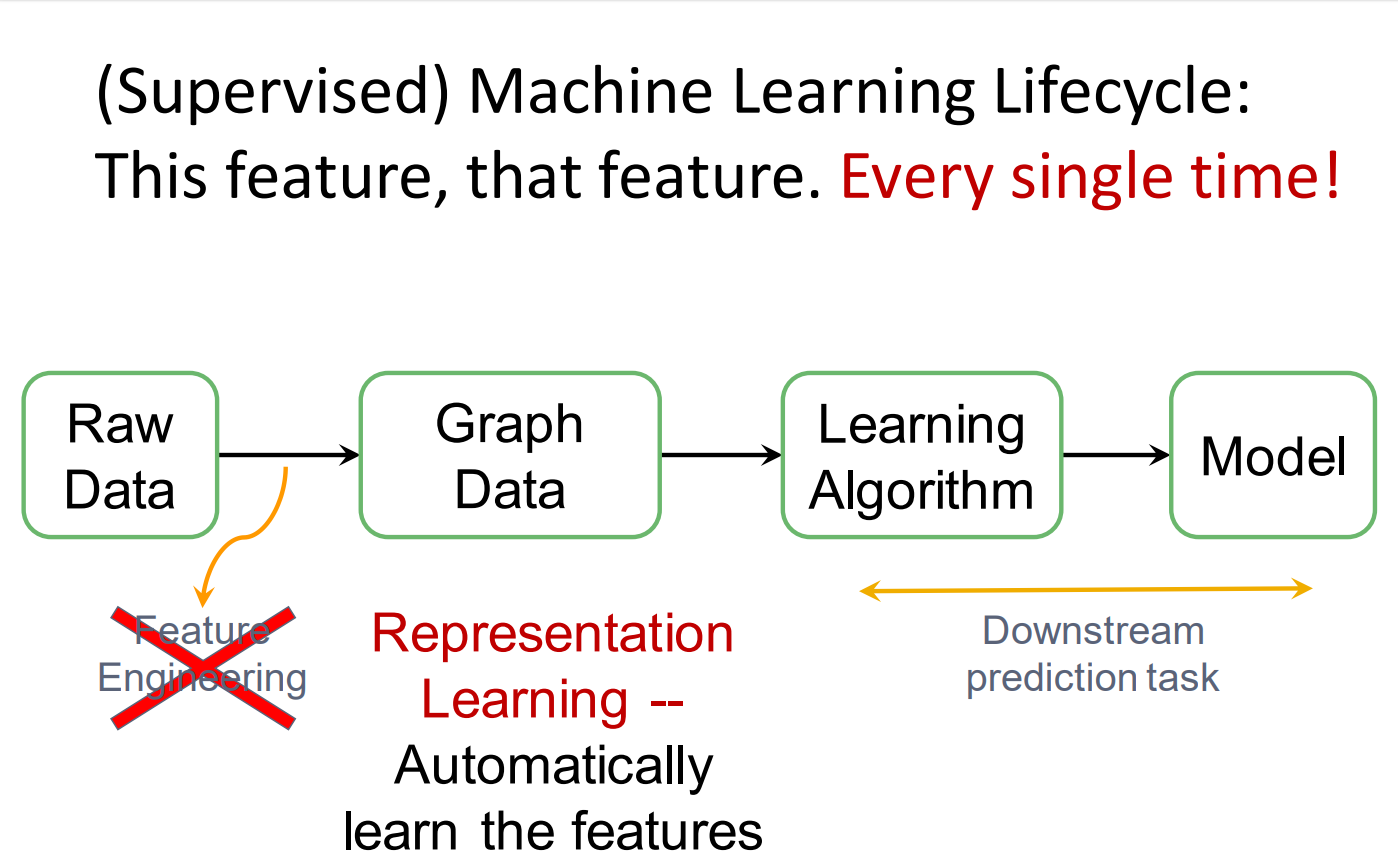 (Supervised) Machine Learning Lifecycle:
This feature, that feature. Every single time!
Raw
Data
Graph
Data
Learning
Algorithm
Model
Feature
Engineering
Representation
Learning --
Automatically
learn the features
Downstream
prediction task